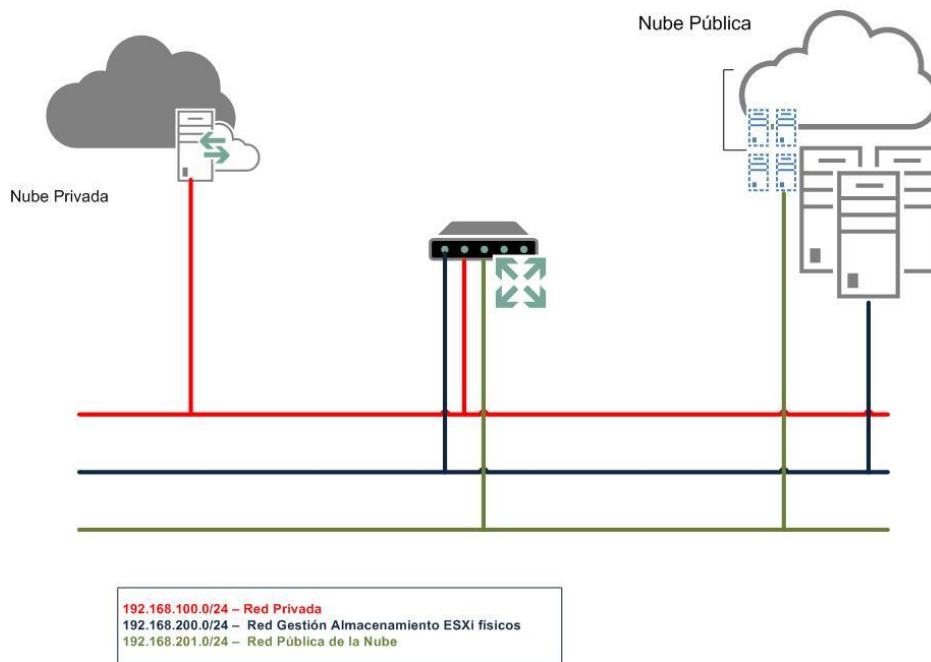 Nube Pública
Nube Privada
192.168.100.0/24 – Red Privada
192.168.200.0/24 – Red Gestión Almacenamiento ESXi físicos
192.168.201.0/24 – Red Pública de la Nube